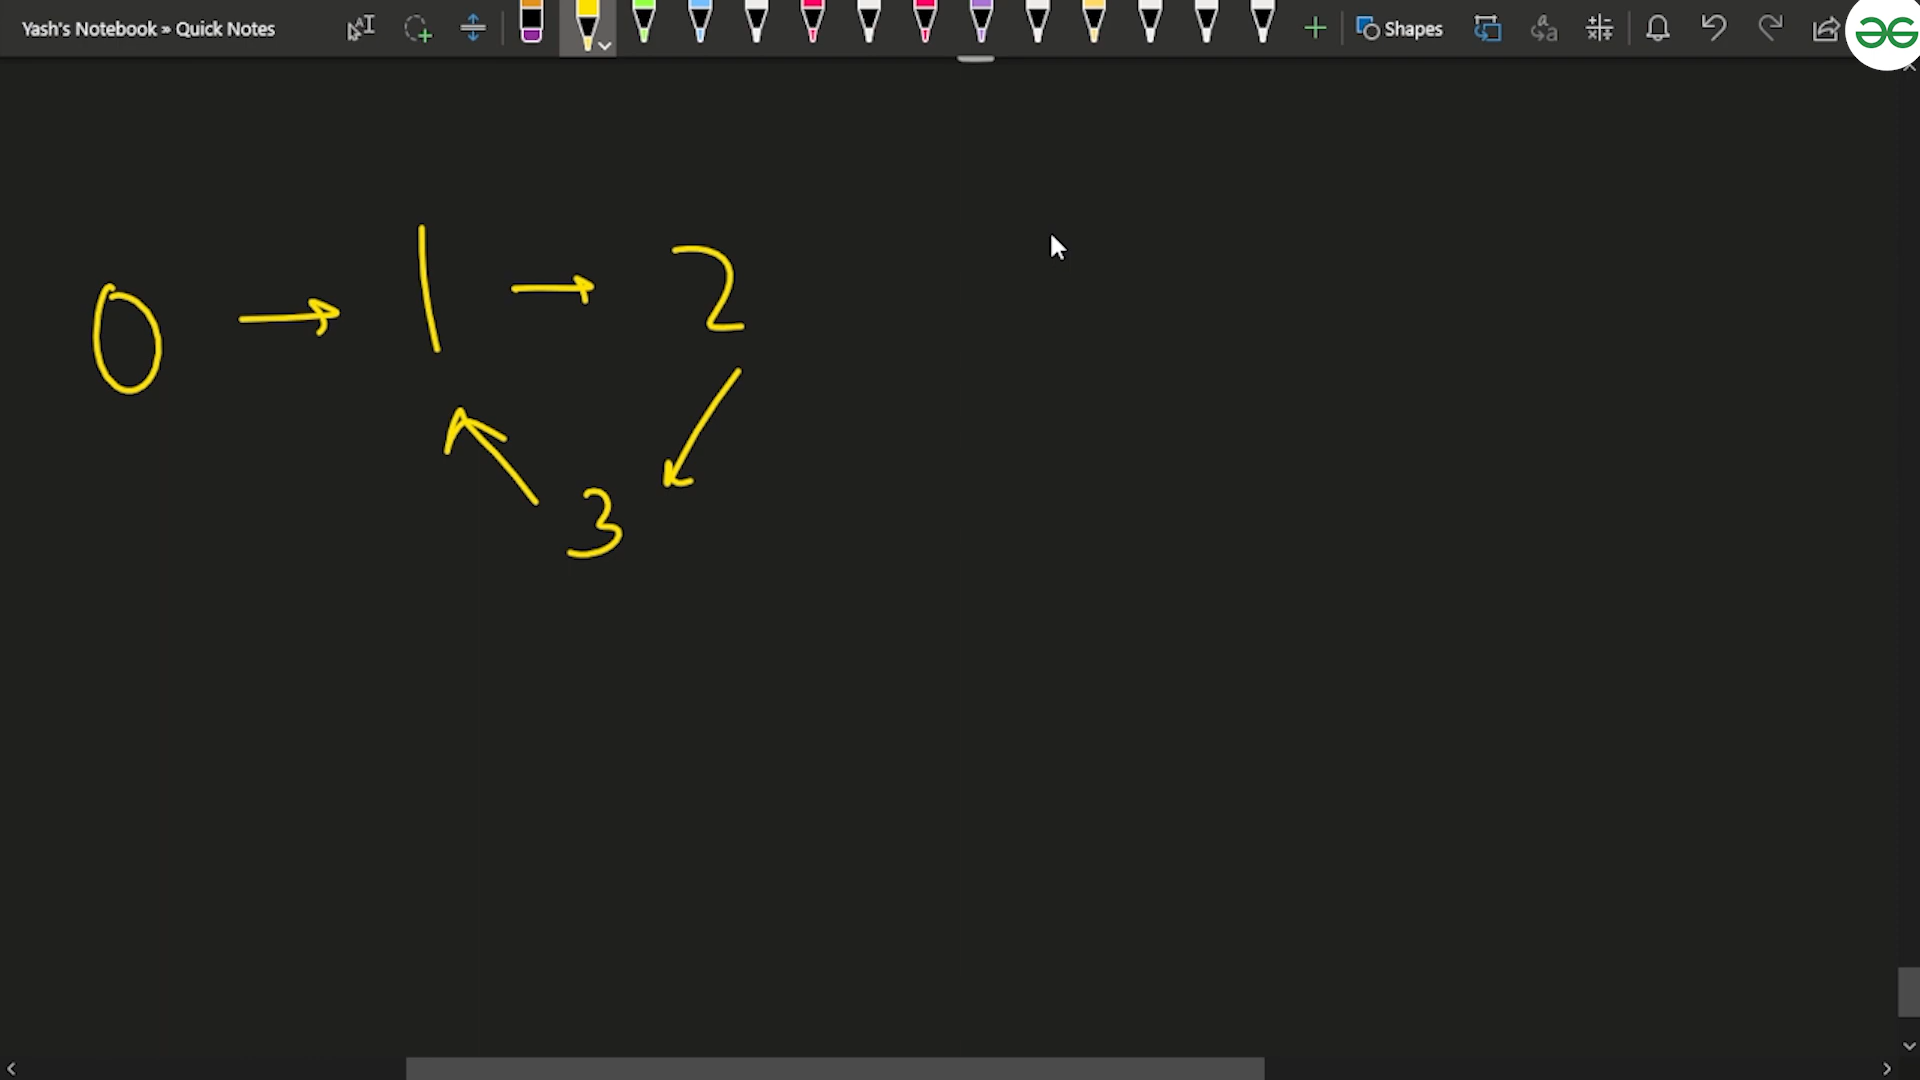 Yash's Notebook » Quick Notes
Shapes
0 → 1 → 2
3